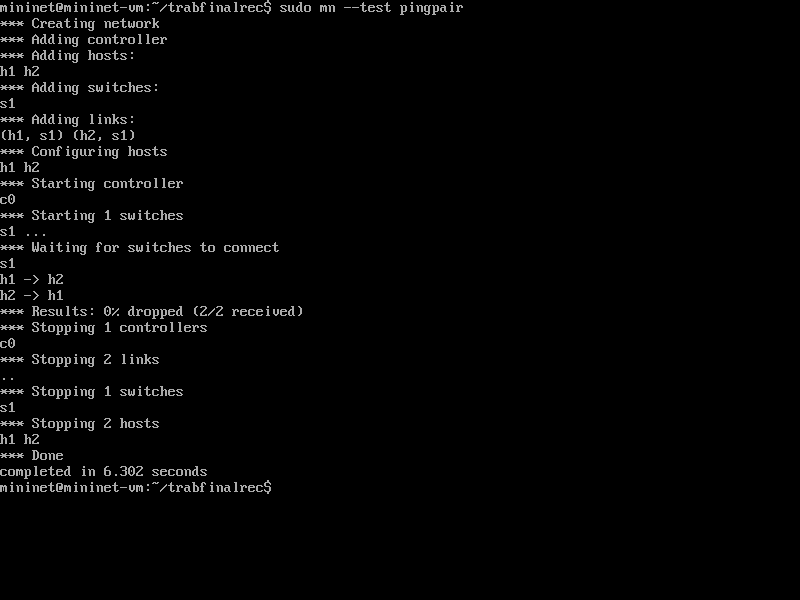 mininet@mininet-vm:~/trabfinalrec$ sudo mn --test pingpair
*** Creating network
*** Adding controller
*** Adding hosts:
h1 h2
*** Adding switches:
s1
*** Adding links:
(h1, s1) (h2, s1)
*** Configuring hosts
h1 h2
*** Starting controller
c0
*** Starting 1 switches
s1 ...
*** Waiting for switches to connect
s1
h1 -> h2
h2 -> h1
*** Results: 0% dropped (2/2 received)
*** Stopping 1 controllers
c0
*** Stopping 2 links
..
*** Stopping 1 switches
s1
*** Stopping 2 hosts
h1 h2
*** Done
completed in 6.302 seconds
mininet@mininet-vm:~/trabfinalrec$